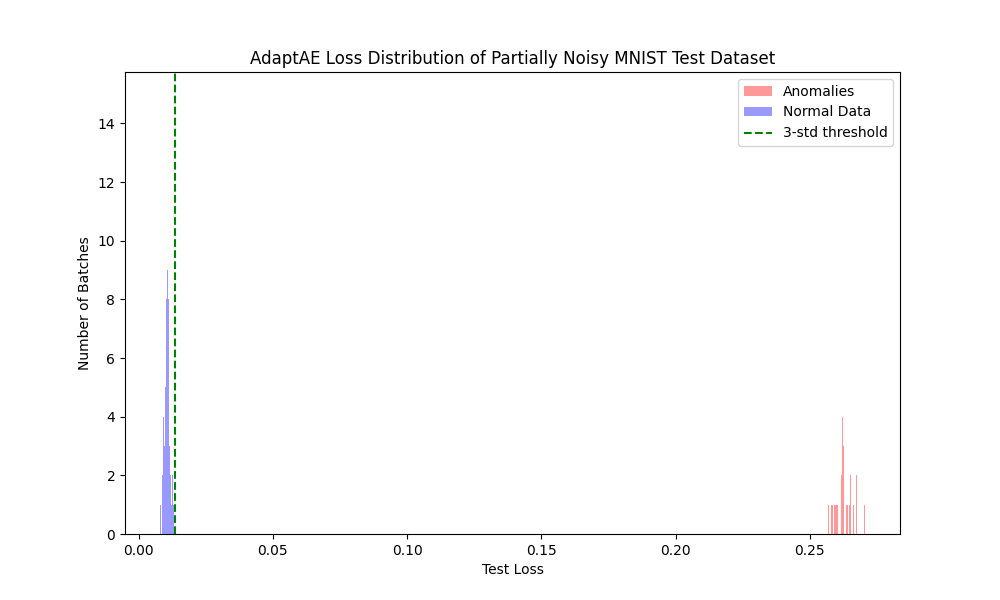 AdaptAE Loss Distribution of Partially Noisy MNIST Test Dataset
Anomalies
Normal Data
3-std threshold
Number of Batches
14
12
10
8
6
4
2
0
0.00 0.05 0.10 0.15 0.20 0.25
Test Loss